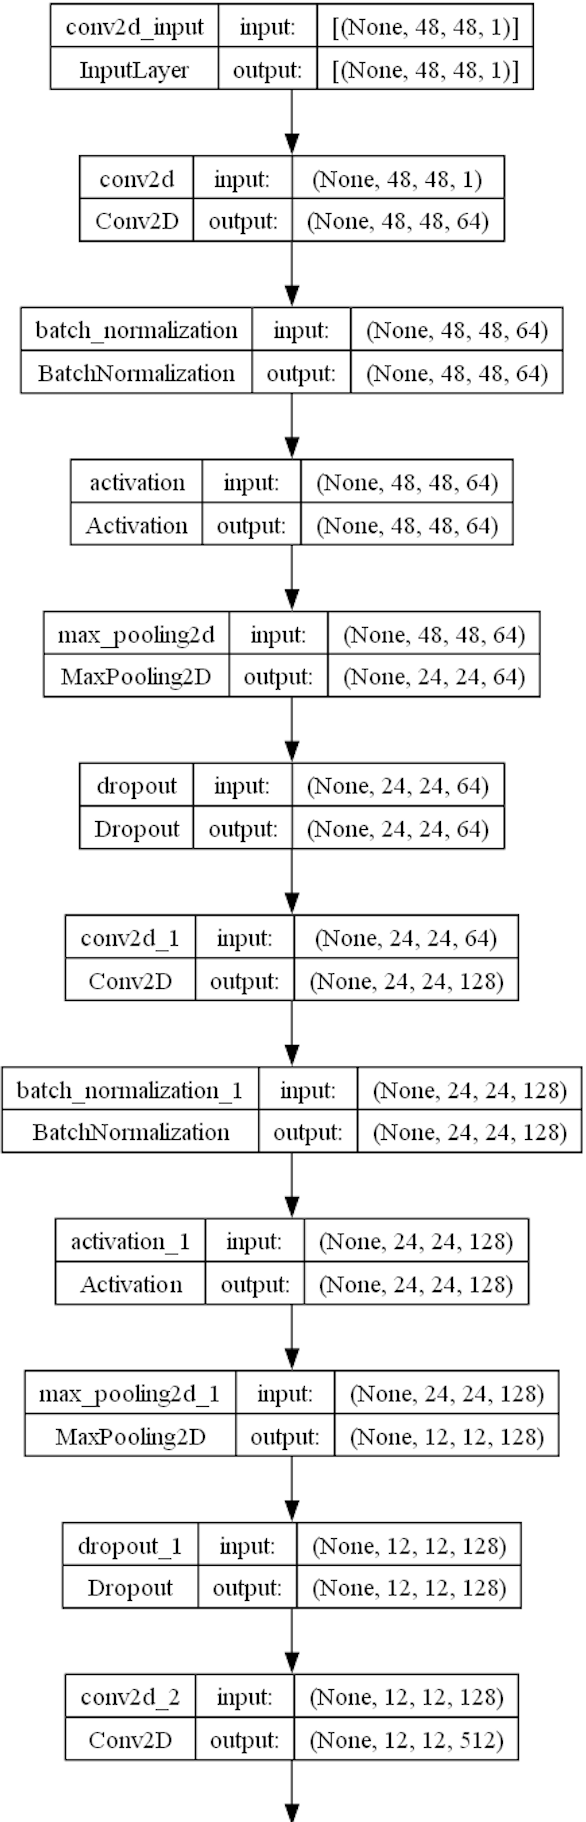 conv2d_input input: [(None, 48, 48, 1)]
InputLayer output: [(None, 48, 48, 1)]
conv2d input: (None, 48, 48, 1)
Conv2D output: (None, 48, 48, 64)
batch_normalization input: (None, 48, 48, 64)
BatchNormalization output: (None, 48, 48, 64)
activation input: (None, 48, 48, 64)
Activation output: (None, 48, 48, 64)
max_pooling2d input: (None, 48, 48, 64)
MaxPooling2D output: (None, 24, 24, 64)
dropout input: (None, 24, 24, 64)
Dropout output: (None, 24, 24, 64)
conv2d_1 input: (None, 24, 24, 64)
Conv2D output: (None, 24, 24, 128)
batch_normalization_1 input: (None, 24, 24, 128)
BatchNormalization output: (None, 24, 24, 128)
activation_1 input: (None, 24, 24, 128)
Activation output: (None, 24, 24, 128)
max_pooling2d_1 input: (None, 24, 24, 128)
MaxPooling2D output: (None, 12, 12, 128)
dropout_1 input: (None, 12, 12, 128)
Dropout output: (None, 12, 12, 128)
conv2d_2 input: (None, 12, 12, 128)
Conv2D output: (None, 12, 12, 512)